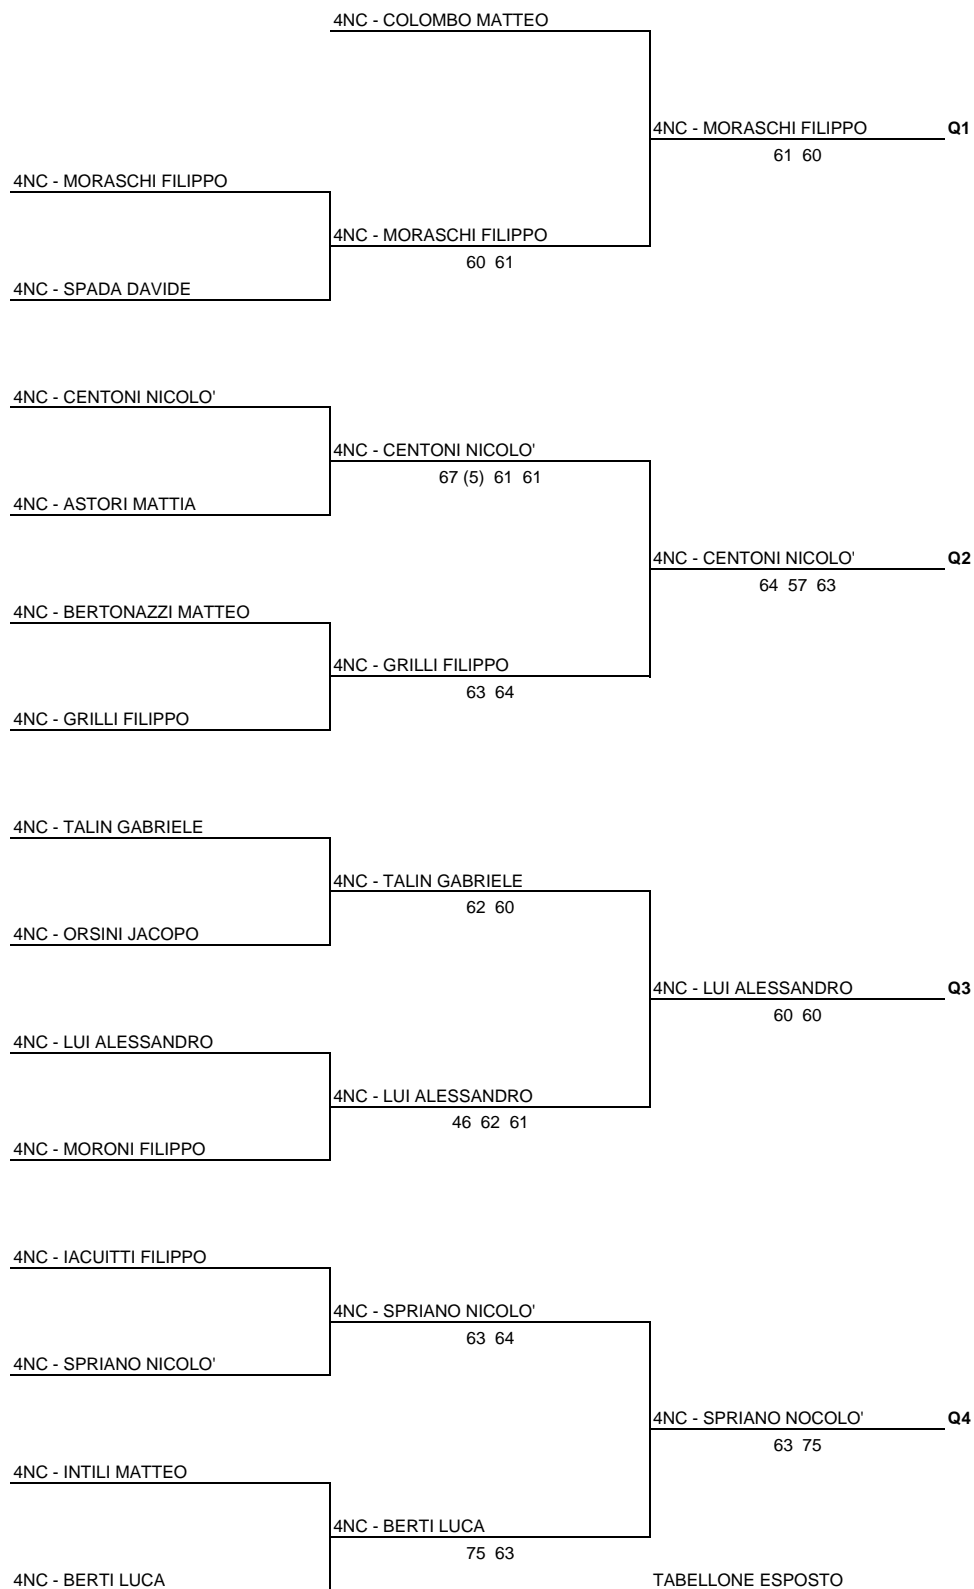 4NC - COLOMBO MATTEO
4NC - MORASCHI FILIPPO Q1
61 60
4NC - MORASCHI FILIPPO
4NC - MORASCHI FILIPPO
60 61
4NC - SPADA DAVIDE
4NC - CENTONI NICOLO'
4NC - CENTONI NICOLO'
67 (5) 61 61
4NC - ASTORI MATTIA
4NC - CENTONI NICOLO' Q2
64 57 63
4NC - BERTONAZZI MATTEO
4NC - GRILLI FILIPPO
63 64
4NC - GRILLI FILIPPO
4NC - TALIN GABRIELE
4NC - TALIN GABRIELE
62 60
4NC - ORSINI JACOPO
4NC - LUI ALESSANDRO Q3
60 60
4NC - LUI ALESSANDRO
4NC - LUI ALESSANDRO
46 62 61
4NC - MORONI FILIPPO
4NC - IACUITTI FILIPPO
4NC - SPRIANO NICOLO'
63 64
4NC - SPRIANO NICOLO'
4NC - SPRIANO NOCOLO' Q4
63 75
4NC - INTILI MATTEO
4NC - BERTI LUCA
75 63
4NC - BERTI LUCA
TABELLONE ESPOSTO